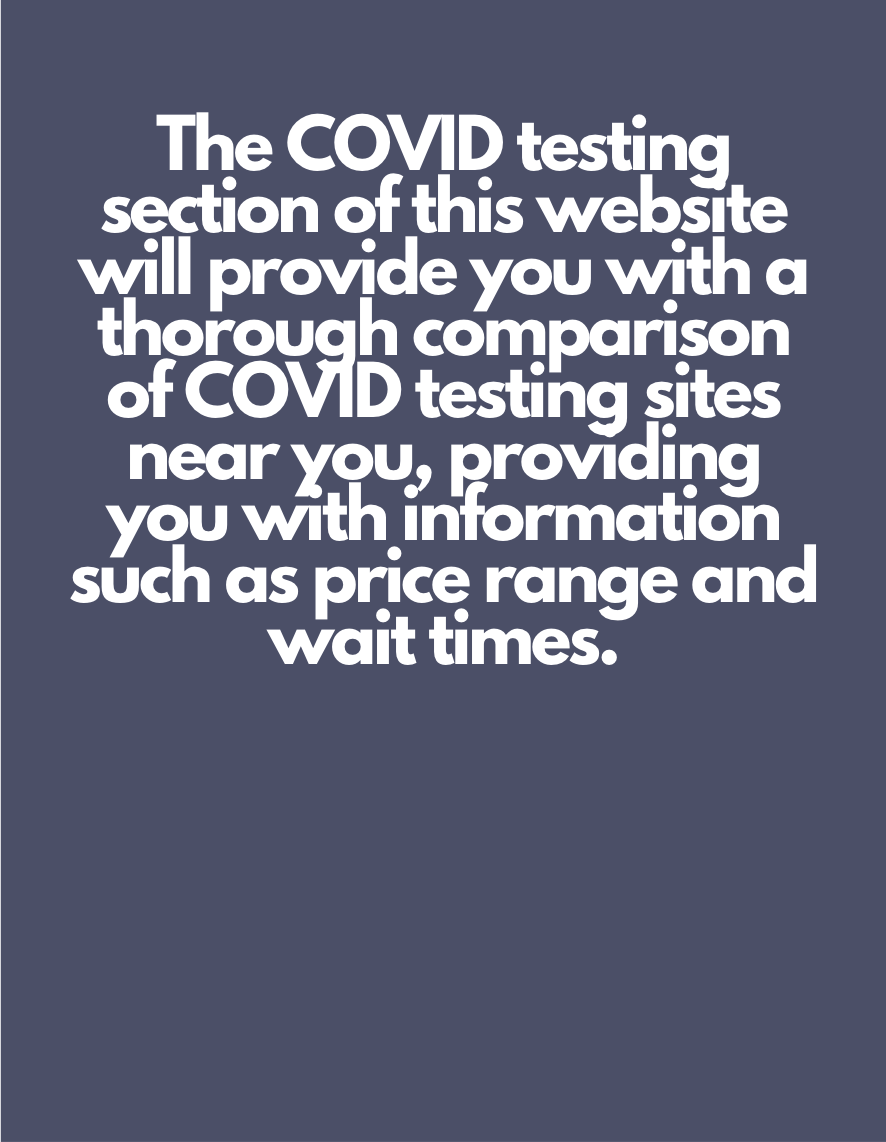 The COVID testing
section of this website
will provide you with a
thorough comparison
of COVID testing sites
near you, providing
you with information
such as price range and
wait times.